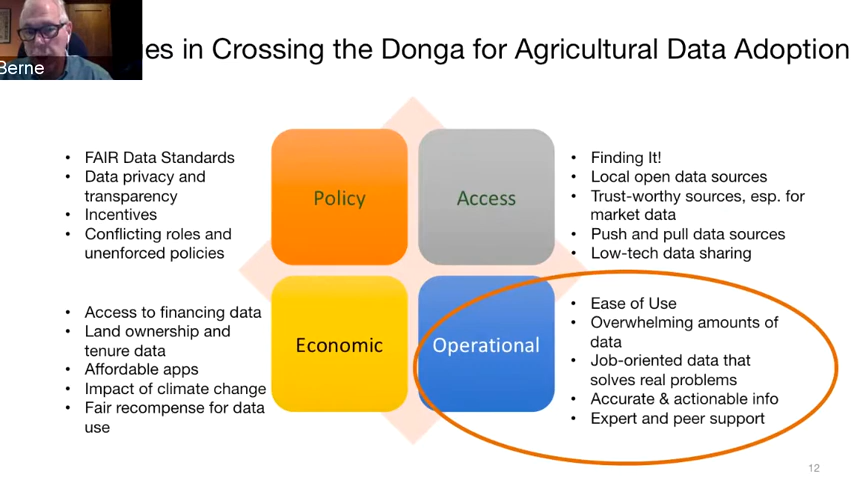 Berne
es in Crossing the Donga for Agricultural Data Adoption
• FAIR Data Standards
• Data privacy and
transparency
• Incentives
• Conflicting roles and
unenforced policies
Policy
Access
• Finding It!
• Local open data sources
• Trust-worthy sources, esp. for
market data
• Push and pull data sources
• Low-tech data sharing
• Access to financing data
• Land ownership and
tenure data
• Affordable apps
• Impact of climate change
• Fair recompense for data
use
Economic
Operational
• Ease of Use
• Overwhelming amounts of
data
• Job-oriented data that
solves real problems
• Accurate & actionable info
• Expert and peer support
12